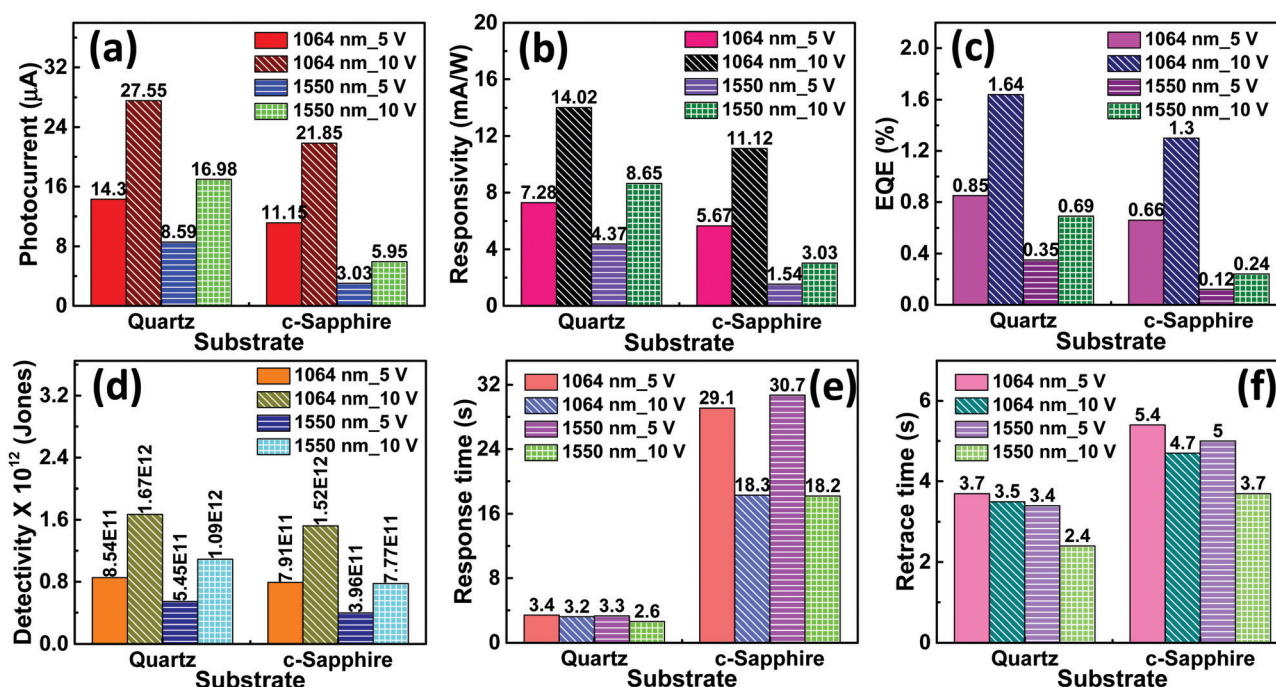 (a)
1064 nm_5 V
1064 nm_10 V
1550 nm_5 V
1550 nm_10 V
Photocurrent (µA)
36
24
12
8
0
14.3
27.55
8.59
16.98
11.15
21.85
3.03
5.95
Quartz
c-Sapphire
Substrate
(b)
1064 nm_5 V
1064 nm_10 V
1550 nm_5 V
1550 nm_10 V
Responsivity (mA/W)
20
16
12
8
4
0
7.28
14.02
4.37
8.65
5.67
11.12
1.54
3.03
Quartz
c-Sapphire
Substrate
(c)
1064 nm_5 V
1064 nm_10 V
1550 nm_5 V
1550 nm_10 V
EQE (%)
2.0
1.6
1.2
0.8
0.4
0.0
0.85
1.64
0.35
0.69
0.66
1.3
0.12
0.24
Quartz
c-Sapphire
Substrate
(d)
1064 nm_5 V
1064 nm_10 V
1550 nm_5 V
1550 nm_10 V
Detectivity X 10¹² (Jones)
3.2
2.4
1.6
0.8
0.0
8.54E11
1.67E12
5.45E11
1.09E12
7.91E11
1.52E12
3.96E11
7.77E11
Quartz
c-Sapphire
Substrate
(e)
1064 nm_5 V
1064 nm_10 V
1550 nm_5 V
1550 nm_10 V
Response time (s)
32
24
16
8
0
3.4
3.2
3.3
2.6
29.1
18.3
30.7
18.2
Quartz
c-Sapphire
Substrate
(f)
1064 nm_5 V
1064 nm_10 V
1550 nm_5 V
1550 nm_10 V
Retrace time (s)
6
4
2
0
3.7
3.5
3.4
2.4
5.4
4.7
5
3.7
Quartz
c-Sapphire
Substrate